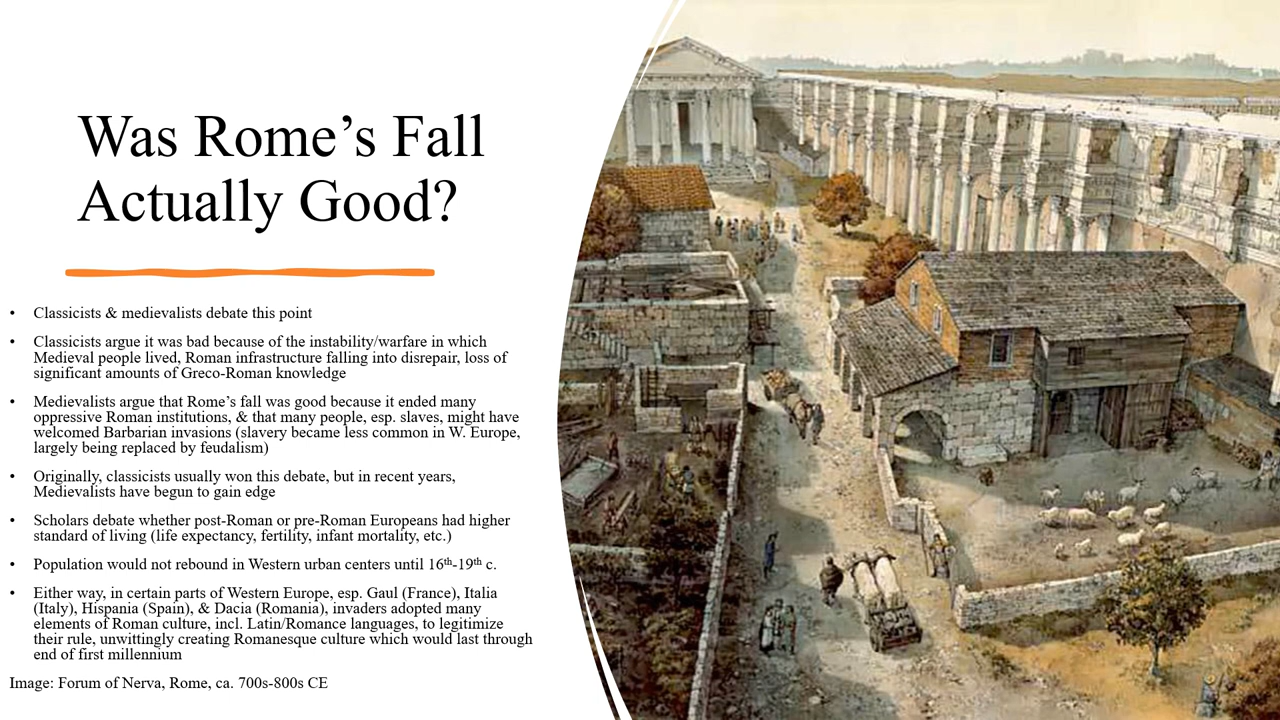 Was Rome’s Fall
Actually Good?
• Classicists & medievalists debate this point
• Classicists argue it was bad because of the instability/warfare in which
Medieval people lived, Roman infrastructure falling into disrepair, loss of
significant amounts of Greco-Roman knowledge
• Medievalists argue that Rome’s fall was good because it ended many
oppressive Roman institutions, & that many people, esp. slaves, might have
welcomed Barbarian invasions (slavery became less common in W. Europe,
largely being replaced by feudalism)
• Originally, classicists usually won this debate, but in recent years,
Medievalists have begun to gain edge
• Scholars debate whether post-Roman or pre-Roman Europeans had higher
standard of living (life expectancy, fertility, infant mortality, etc.)
• Population would not rebound in Western urban centers until 16th-19th c.
• Either way, in certain parts of Western Europe, esp. Gaul (France), Italia
(Italy), Hispania (Spain), & Dacia (Romania), invaders adopted many
elements of Roman culture, incl. Latin/Romance languages, to legitimize
their rule, unwittingly creating Romanesque culture which would last through
end of first millennium
Image: Forum of Nerva, Rome, ca. 700s-800s CE